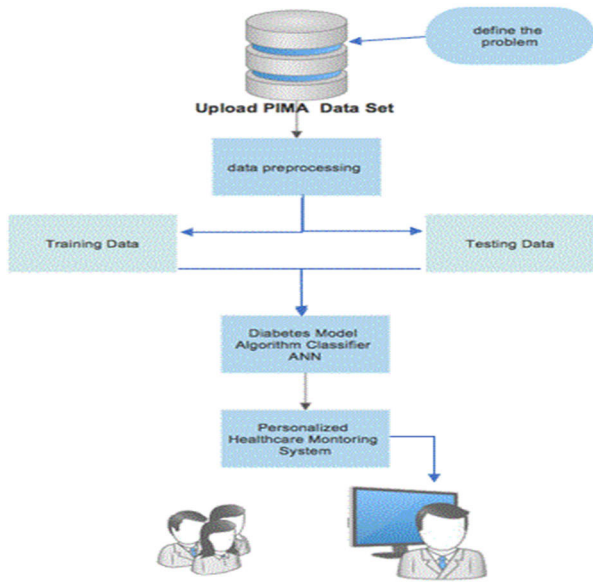 define the
problem
Upload PIMA Data Set
data preprocessing
Training Data
Testing Data
Diabetes Model
Algorithm Classifier
ANN
Personalized
Healthcare Montoring
System